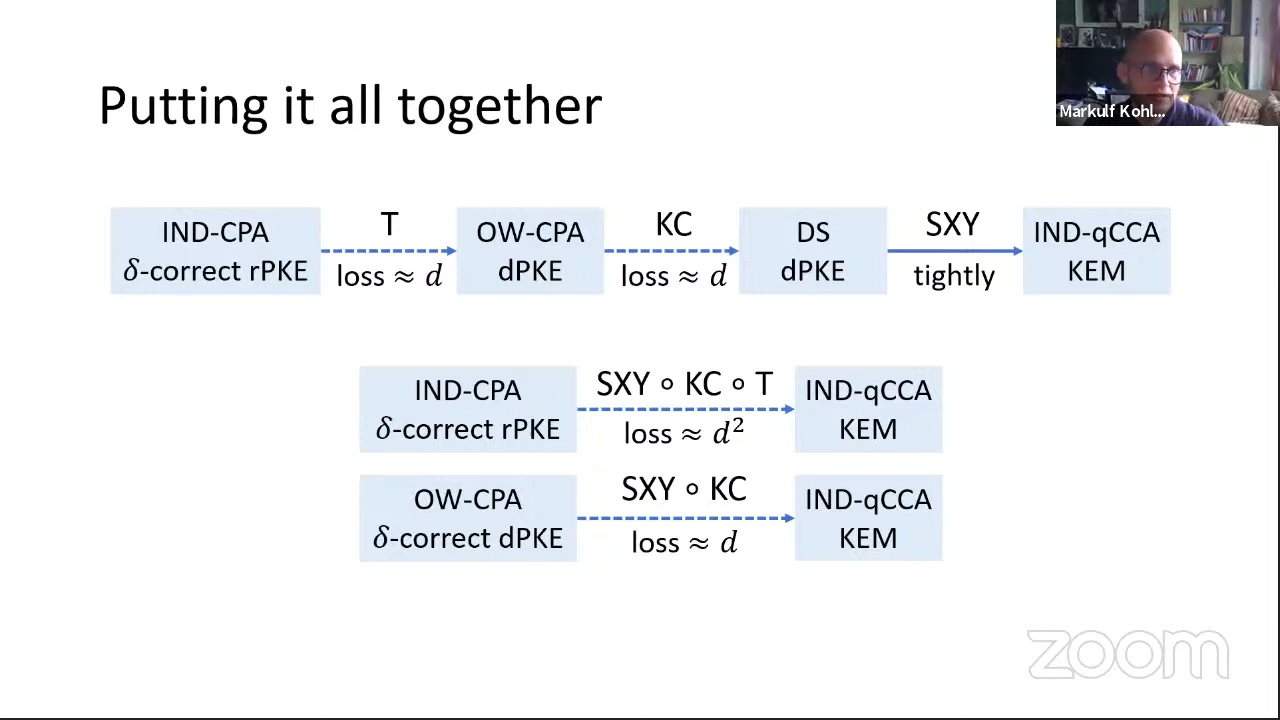 Putting it all together
Markulf Kohl...
IND-CPA
δ-correct rPKE
T
loss ≈ d
OW-CPA
dPKE
KC
loss ≈ d
DS
dPKE
SXY
tightly
IND-qCCA
KEM
IND-CPA
δ-correct rPKE
SXY ∘ KC ∘ T
loss ≈ d²
IND-qCCA
KEM
OW-CPA
δ-correct dPKE
SXY ∘ KC
loss ≈ d
IND-qCCA
KEM
zoom